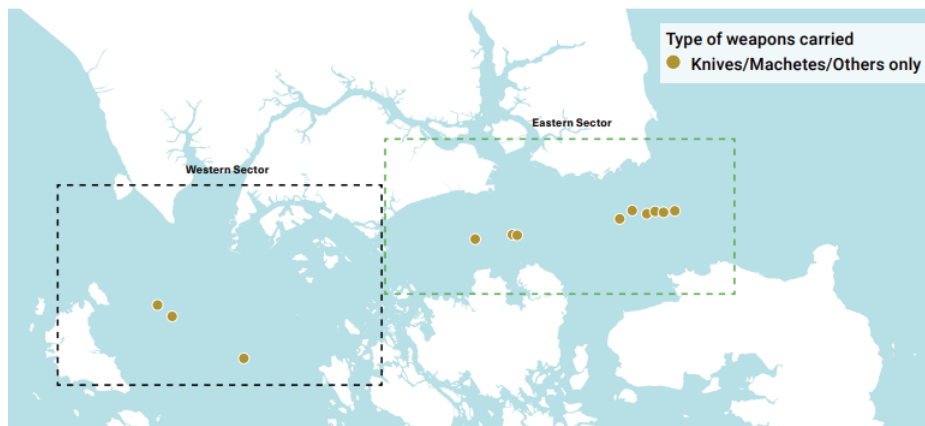 Type of weapons carried
Knives/Machetes/Others only
Eastern Sector
Western Sector